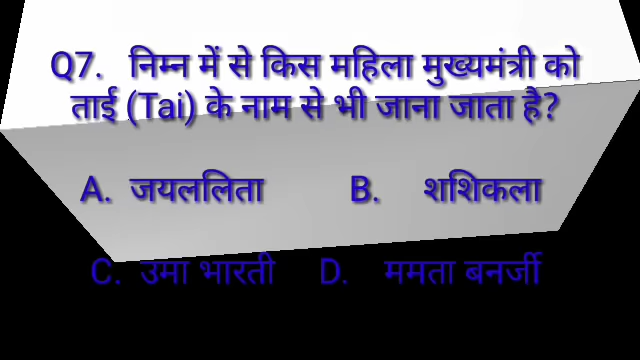 Q7. निम्न में से किस महिला मुख्यमंत्री को
ताई (Tai) के नाम से भी जाना जाता है?
A. जयललिता B. शशिकला
C. उमा भारती D. ममता बनर्जी